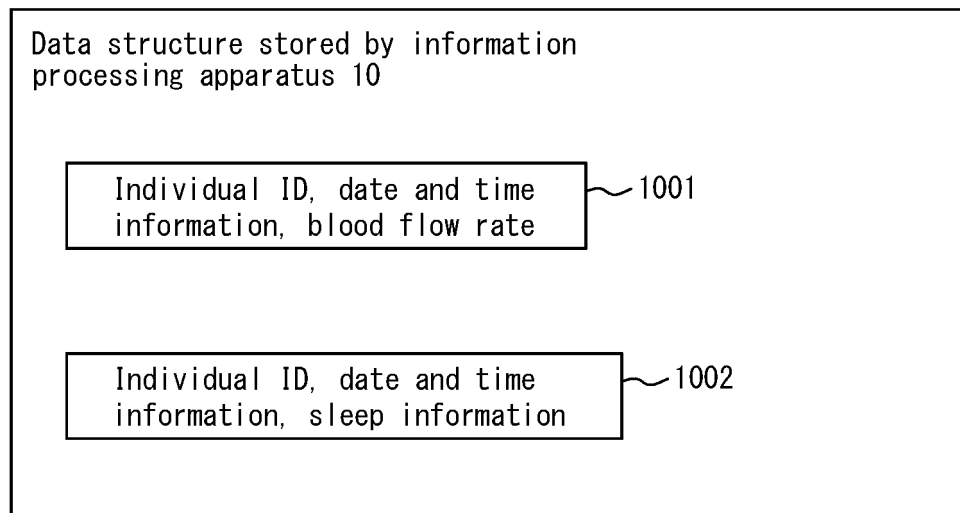 Data structure stored by information
processing apparatus 10
Individual ID, date and time
information, blood flow rate
1001
Individual ID, date and time
information, sleep information
1002